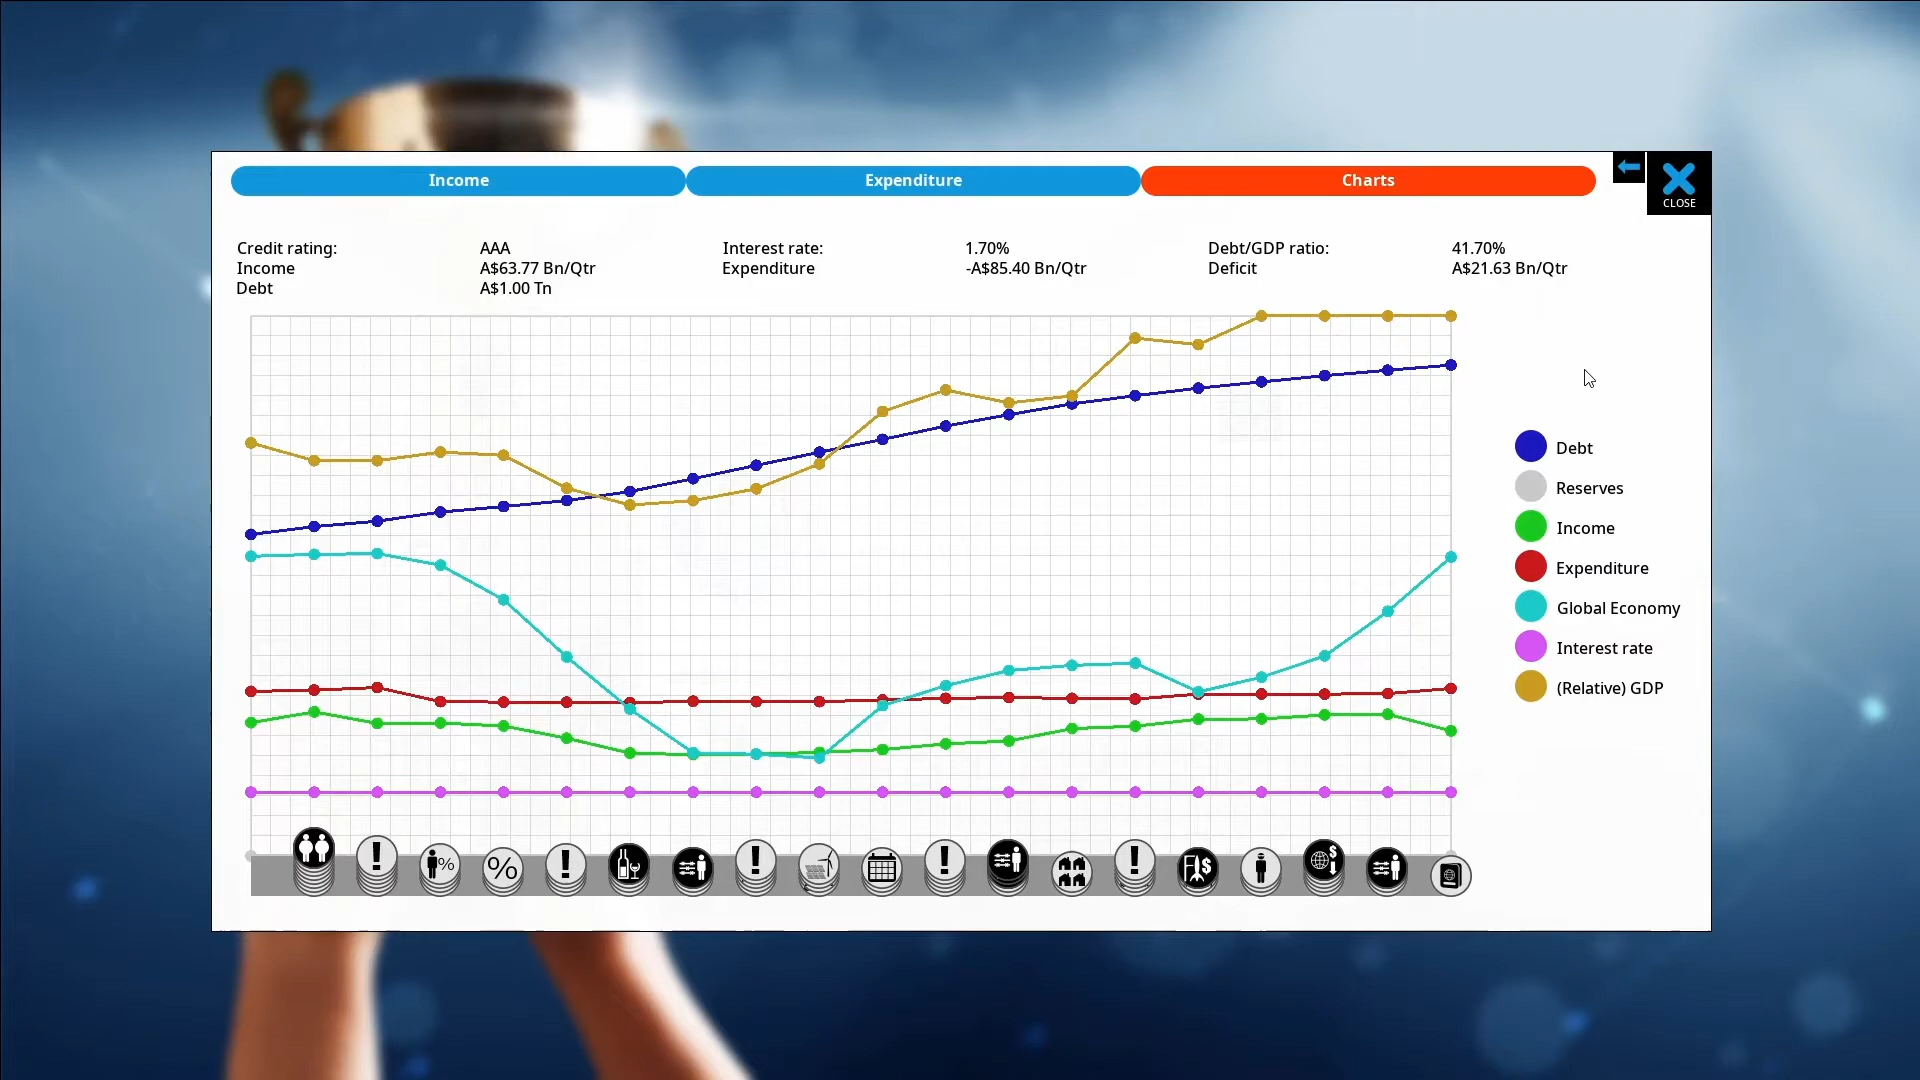 Income Expenditure Charts
CLOSE
Credit rating: AAA Interest rate: 1.70% Debt/GDP ratio: 41.70%
Income A$63.77 Bn/Qtr Expenditure -A$85.40 Bn/Qtr Deficit A$21.63 Bn/Qtr
Debt A$1.00 Tn
Debt
Reserves
Income
Expenditure
Global Economy
Interest rate
(Relative) GDP
! % % ! ! ! ! $ $